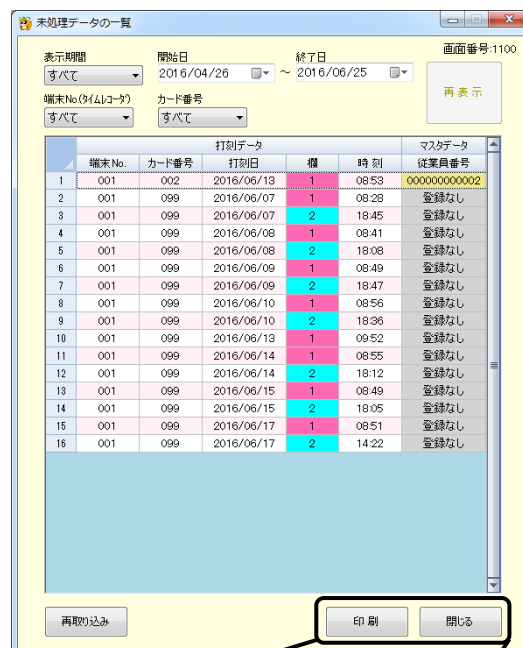 未処理データの一覧
画面番号:1100
表示期間 開始日 終了日
すべて 2016/04/26 ～ 2016/06/25
再表示
端末No.(タイムレコーダ) カード番号
すべて すべて
打刻データ マスタデータ
端末No. カード番号 打刻日 欄 時刻 従業員番号
1 001 002 2016/06/13 1 08:53 000000000002
2 001 099 2016/06/07 1 08:28 登録なし
3 001 099 2016/06/07 2 18:45 登録なし
4 001 099 2016/06/08 1 08:41 登録なし
5 001 099 2016/06/08 2 18:08 登録なし
6 001 099 2016/06/09 1 08:49 登録なし
7 001 099 2016/06/09 2 18:47 登録なし
8 001 099 2016/06/10 1 08:56 登録なし
9 001 099 2016/06/10 2 18:36 登録なし
10 001 099 2016/06/13 1 09:52 登録なし
11 001 099 2016/06/14 1 08:55 登録なし
12 001 099 2016/06/14 2 18:12 登録なし
13 001 099 2016/06/15 1 08:49 登録なし
14 001 099 2016/06/15 2 18:05 登録なし
15 001 099 2016/06/17 1 08:51 登録なし
16 001 099 2016/06/17 2 14:22 登録なし
再取り込み 印刷 閉じる